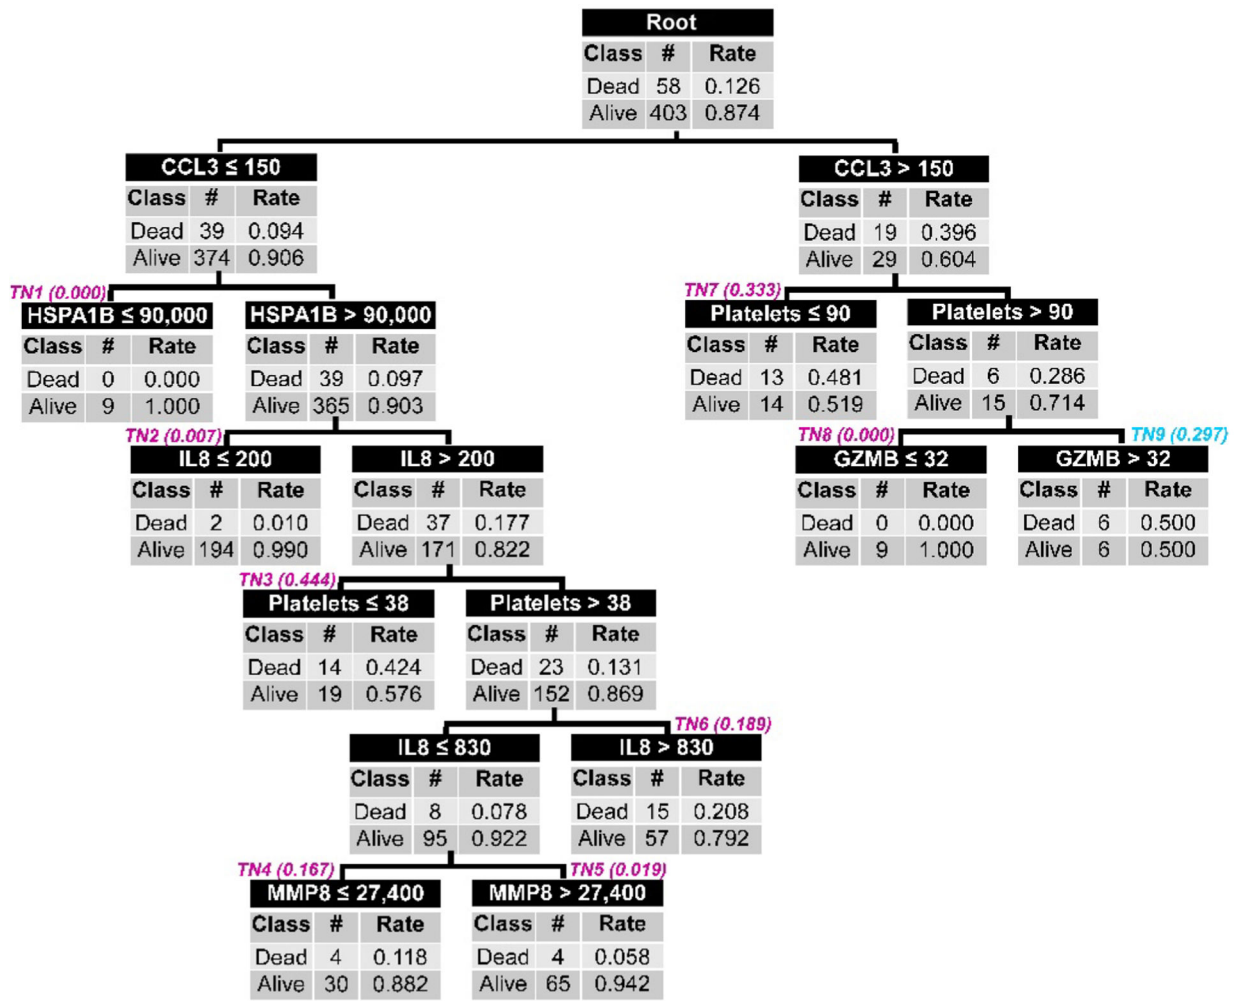 Root
Class # Rate
Dead 58 0.126
Alive 403 0.874
CCL3 ≤ 150
Class # Rate
Dead 39 0.094
Alive 374 0.906
CCL3 > 150
Class # Rate
Dead 19 0.396
Alive 29 0.604
TN1 (0.000)
HSPA1B ≤ 90,000
Class # Rate
Dead 0 0.000
Alive 9 1.000
HSPA1B > 90,000
Class # Rate
Dead 39 0.097
Alive 365 0.903
TN7 (0.333)
Platelets ≤ 90
Class # Rate
Dead 13 0.481
Alive 14 0.519
Platelets > 90
Class # Rate
Dead 6 0.286
Alive 15 0.714
TN2 (0.007)
IL8 ≤ 200
Class # Rate
Dead 2 0.010
Alive 194 0.990
IL8 > 200
Class # Rate
Dead 37 0.177
Alive 171 0.822
TN8 (0.000)
GZMB ≤ 32
Class # Rate
Dead 0 0.000
Alive 9 1.000
TN9 (0.297)
GZMB > 32
Class # Rate
Dead 6 0.500
Alive 6 0.500
TN3 (0.444)
Platelets ≤ 38
Class # Rate
Dead 14 0.424
Alive 19 0.576
Platelets > 38
Class # Rate
Dead 23 0.131
Alive 152 0.869
IL8 ≤ 830
Class # Rate
Dead 8 0.078
Alive 95 0.922
TN6 (0.189)
IL8 > 830
Class # Rate
Dead 15 0.208
Alive 57 0.792
TN4 (0.167)
MMP8 ≤ 27,400
Class # Rate
Dead 4 0.118
Alive 30 0.882
TN5 (0.019)
MMP8 > 27,400
Class # Rate
Dead 4 0.058
Alive 65 0.942